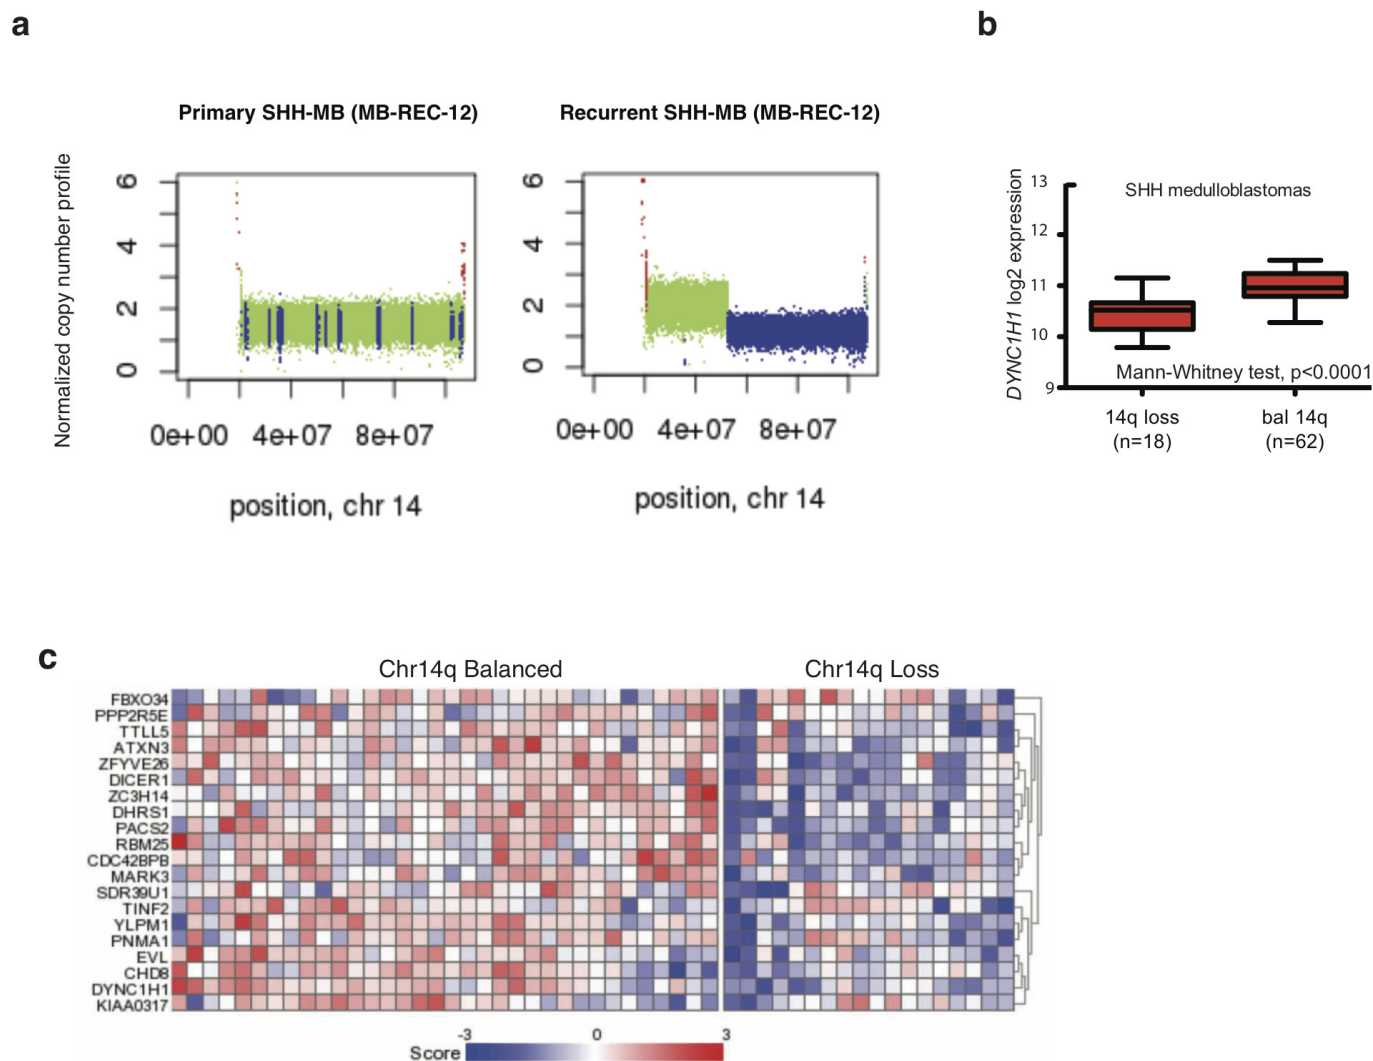 a
b
Primary SHH-MB (MB-REC-12)
Recurrent SHH-MB (MB-REC-12)
Normalized copy number profile
6
4
2
0
0e+00 4e+07 8e+07
position, chr 14
6
4
2
0
0e+00 4e+07 8e+07
position, chr 14
DYNC1H1 log2 expression
13
12
11
10
9
SHH medulloblastomas
Mann-Whitney test, p<0.0001
14q loss
(n=18)
bal 14q
(n=62)
c
Chr14q Balanced
Chr14q Loss
FBXO34
PPP2R5E
TTLL5
ATXN3
ZFYVE26
DICER1
ZC3H14
DHRS1
PACS2
RBM25
CDC42BPB
MARK3
SDR39U1
TINF2
YLPM1
PNMA1
EVL
CHD8
DYNC1H1
KIAA0317
-3 0 3
Score